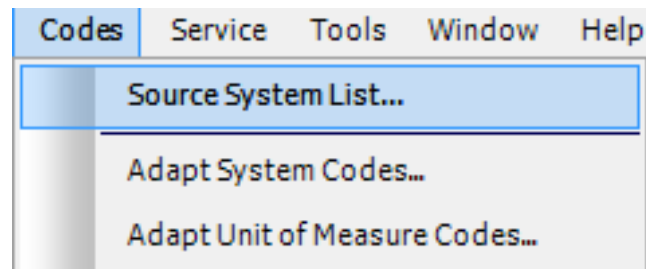 Codes Service Tools Window Help
Source System List...
Adapt System Codes...
Adapt Unit of Measure Codes...